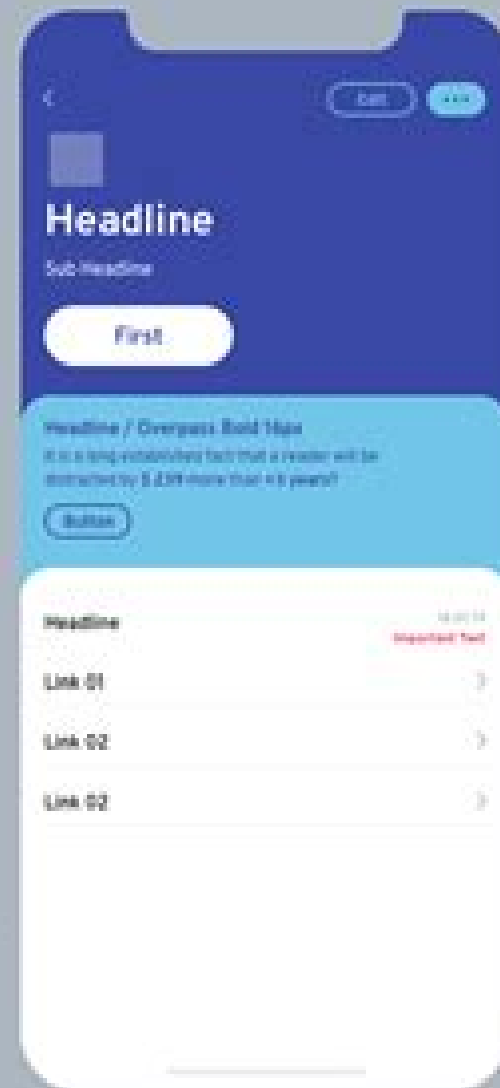 Headline
Sub Headline
First
Headline / Overpass Bold 16px
It is a long established fact that a reader will be
distracted by more than years?
Button
Headline
Important Text
Link 01
Link 02
Link 02